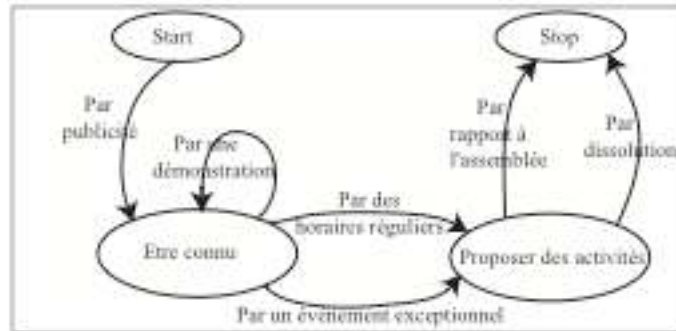 Start
Stop
Par
publicité
Par une
démonstration
Par
rapport à
l'assemblée
Par
dissolution
Par des
horaires réguliers
Etre connu
Proposer des activités
Par un événement exceptionnel